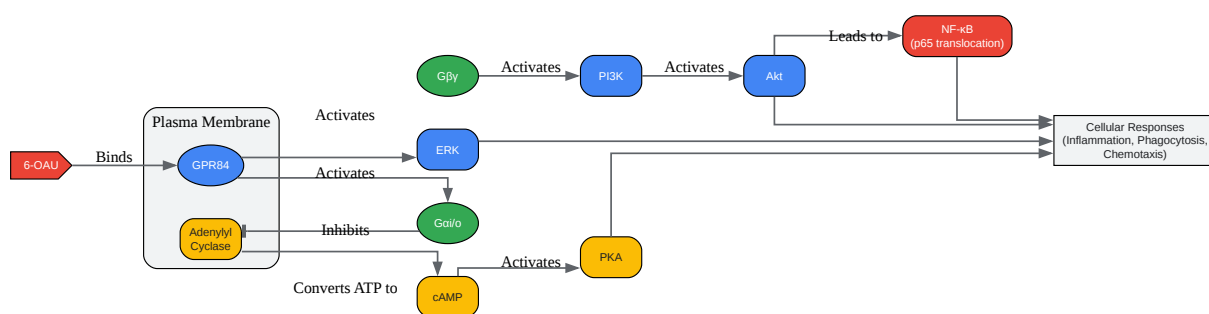 Leads to
NF-κB
(p65 translocation)
Gβγ
Activates
PI3K
Activates
Akt
Plasma Membrane
Activates
Cellular Responses
(Inflammation, Phagocytosis,
Chemotaxis)
ERK
6-OAU
Binds
GPR84
Activates
Gαi/o
Inhibits
Adenylyl
Cyclase
Activates
PKA
Converts ATP to
cAMP